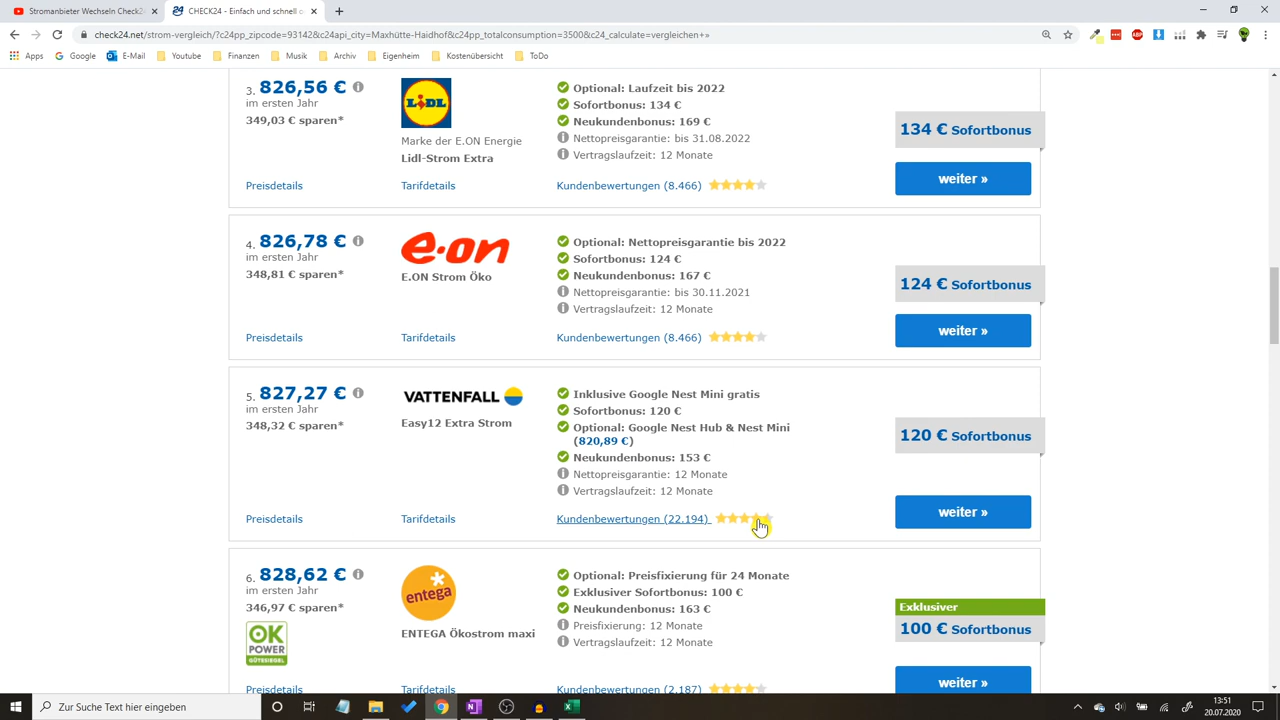 Stromanbieter Wechseln Check2
CHECK24 - Einfach und schnell o
check24.net/strom-vergleich/?c24pp_zipcode=93142&c24api_city=Maxhütte-Haidhof&c24pp_totalconsumption=3500&c24_calculate=vergleichen+»
Apps
Google
E-Mail
Youtube
Finanzen
Musik
Archiv
Eigenheim
Kostenübersicht
ToDo
3. 826,56 €
im ersten Jahr
349,03 € sparen*
LIDL
Marke der E.ON Energie
Lidl-Strom Extra
Optional: Laufzeit bis 2022
Sofortbonus: 134 €
Neukundenbonus: 169 €
Nettopreisgarantie: bis 31.08.2022
Vertragslaufzeit: 12 Monate
134 € Sofortbonus
weiter »
Preisdetails
Tarifdetails
Kundenbewertungen (8.466)
4. 826,78 €
im ersten Jahr
348,81 € sparen*
e·on
E.ON Strom Öko
Optional: Nettopreisgarantie bis 2022
Sofortbonus: 124 €
Neukundenbonus: 167 €
Nettopreisgarantie: bis 30.11.2021
Vertragslaufzeit: 12 Monate
124 € Sofortbonus
weiter »
Preisdetails
Tarifdetails
Kundenbewertungen (8.466)
5. 827,27 €
im ersten Jahr
348,32 € sparen*
VATTENFALL
Easy12 Extra Strom
Inklusive Google Nest Mini gratis
Sofortbonus: 120 €
Optional: Google Nest Hub & Nest Mini
(820,89 €)
Neukundenbonus: 153 €
Nettopreisgarantie: 12 Monate
Vertragslaufzeit: 12 Monate
120 € Sofortbonus
weiter »
Preisdetails
Tarifdetails
Kundenbewertungen (22.194)
6. 828,62 €
im ersten Jahr
346,97 € sparen*
OK
POWER
GÜTESIEGEL
entega
ENTEGA Ökostrom maxi
Optional: Preisfixierung für 24 Monate
Exklusiver Sofortbonus: 100 €
Neukundenbonus: 163 €
Preisfixierung: 12 Monate
Vertragslaufzeit: 12 Monate
Exklusiver
100 € Sofortbonus
weiter »
Preisdetails
Tarifdetails
Kundenbewertungen (2.187)
Zur Suche Text hier eingeben
13:51
20.07.2020